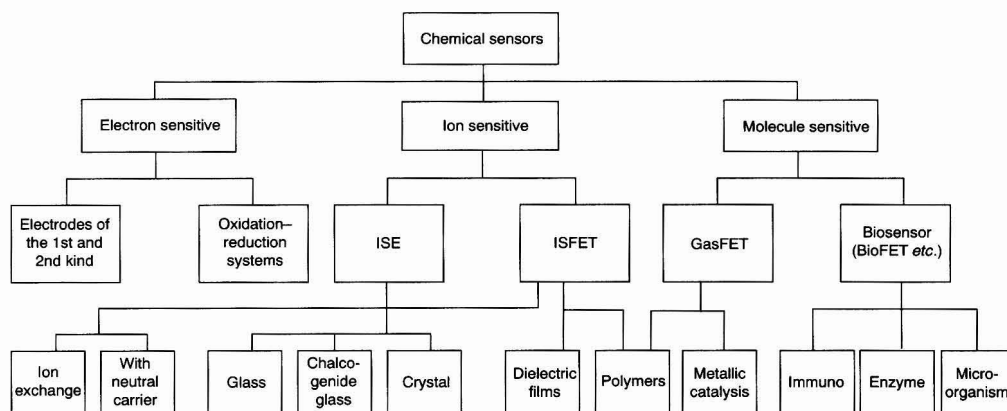 Chemical sensors
Electron sensitive
Ion sensitive
Molecule sensitive
Electrodes of
the 1st and
2nd kind
Oxidation–
reduction
systems
ISE
ISFET
GasFET
Biosensor
(BioFET etc.)
Ion
exchange
With
neutral
carrier
Glass
Chalco-
genide
glass
Crystal
Dielectric
films
Polymers
Metallic
catalysis
Immuno
Enzyme
Micro-
organism